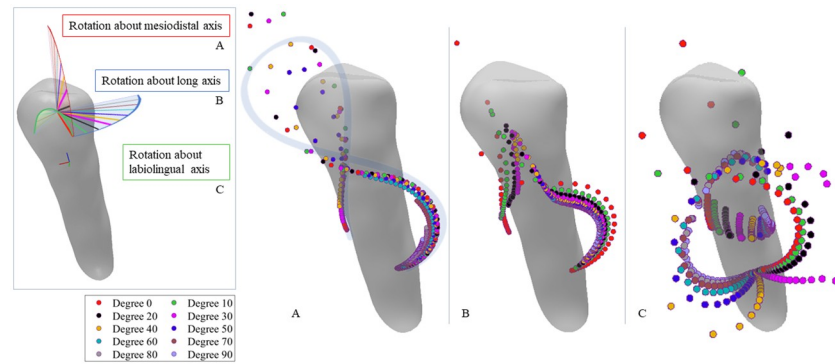 Rotation about mesiodistal axis
A
Rotation about long axis
B
Rotation about
labiolingual axis
C
Degree 0 Degree 10
Degree 20 Degree 30
Degree 40 Degree 50
Degree 60 Degree 70
Degree 80 Degree 90
A
B
C